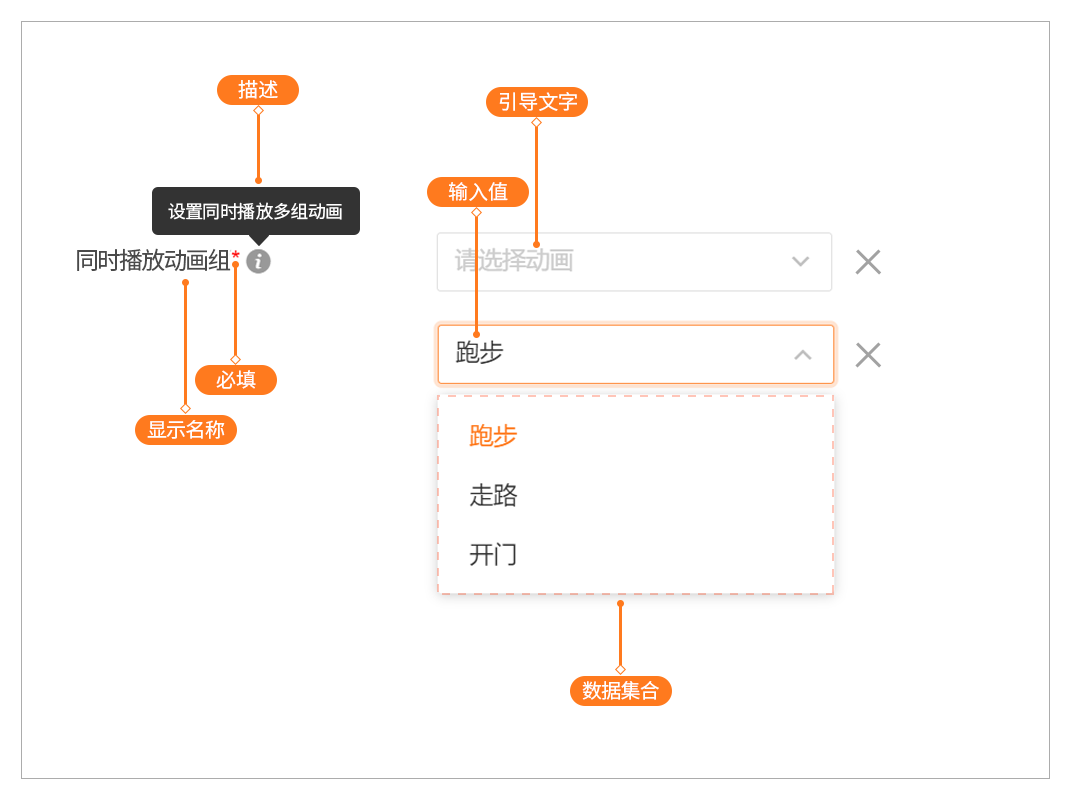 描述
引导文字
输入值
设置同时播放多组动画
同时播放动画组*
请选择动画
跑步
必填
显示名称
跑步
走路
开门
数据集合